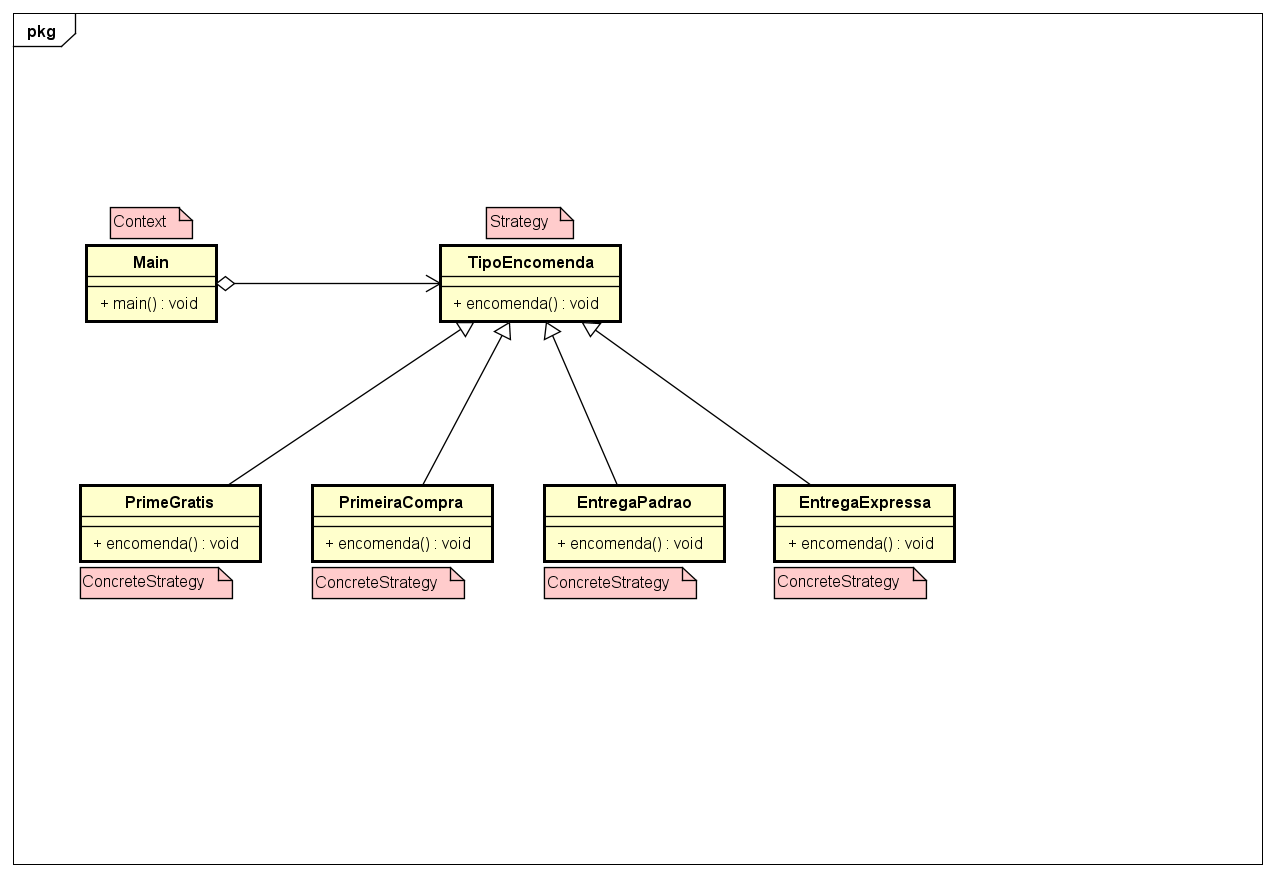 pkg
Context
Strategy
Main
TipoEncomenda
+ main() : void
+ encomenda() : void
PrimeGratis
PrimeiraCompra
EntregaPadrao
EntregaExpressa
+ encomenda() : void
+ encomenda() : void
+ encomenda() : void
+ encomenda() : void
ConcreteStrategy
ConcreteStrategy
ConcreteStrategy
ConcreteStrategy